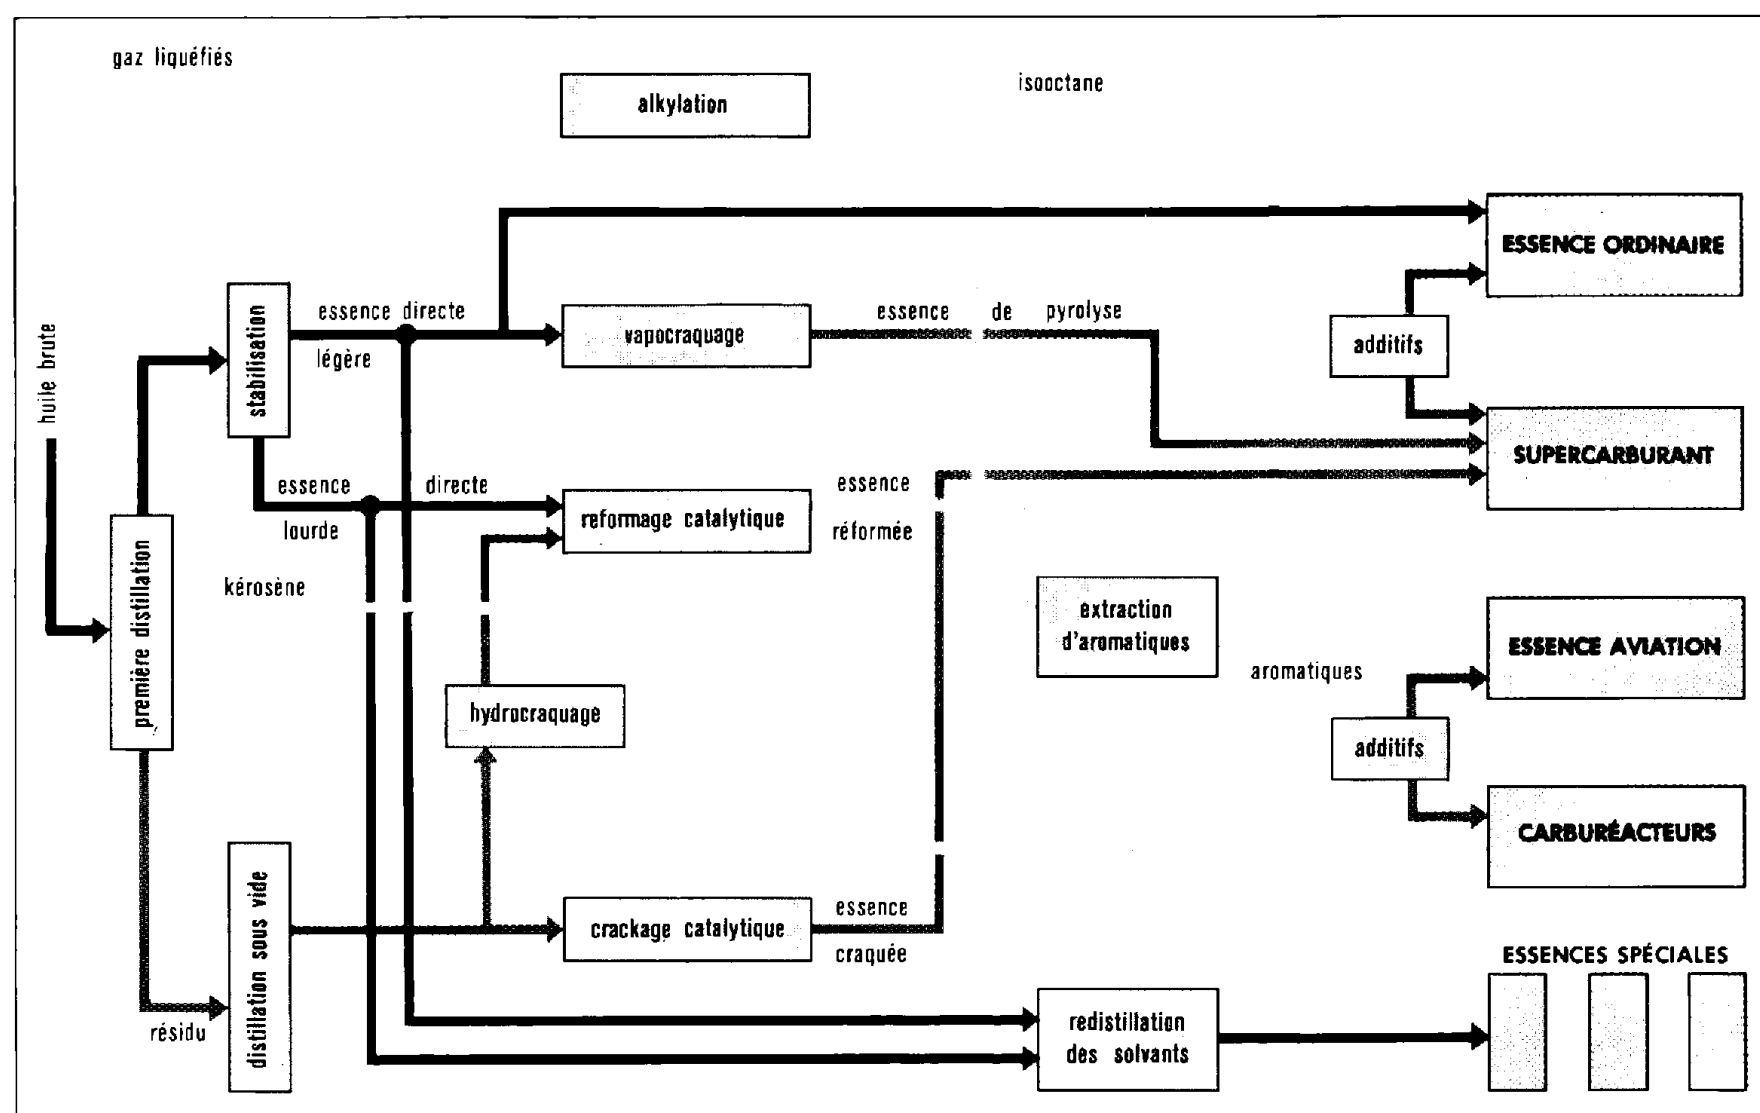 gaz liquéfiés
alkylation
isooctane
ESSENCE ORDINAIRE
essence directe
légère
vapocraquage
essence de pyrolyse
additifs
huile brute
stabilisation
SUPERCARBURANT
essence directe
lourde
reformage catalytique
essence
réformée
kérosène
première distillation
extraction
d'aromatiques
ESSENCE AVIATION
aromatiques
hydrocraquage
additifs
CARBURÉACTEURS
distillation sous vide
crackage catalytique
essence
craquée
ESSENCES SPÉCIALES
résidu
redistillation
des solvants